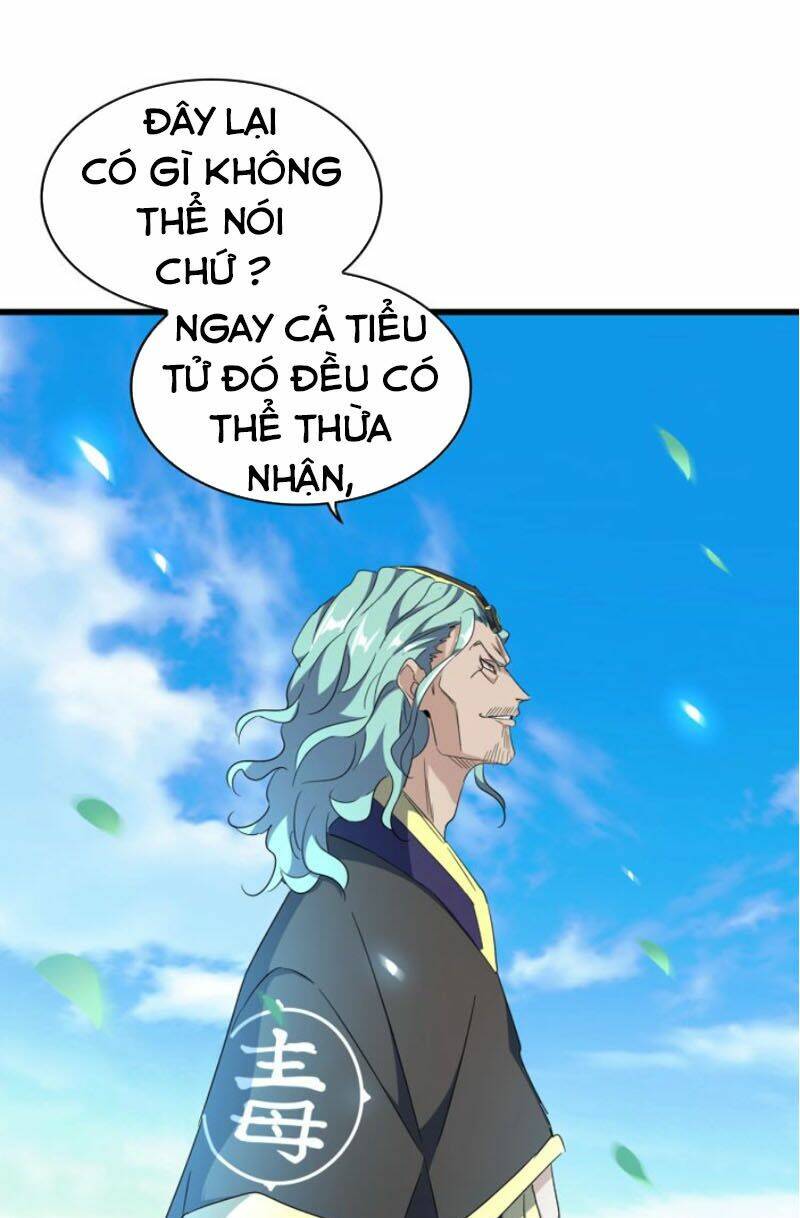 ĐÂY LẠI
CÓ GÌ KHÔNG
THỂ NÓI
CHỨ ?
NGAY CẢ TIỂU
TỬ ĐÓ ĐỀU CÓ
THỂ THỪA
NHẬN,
毒